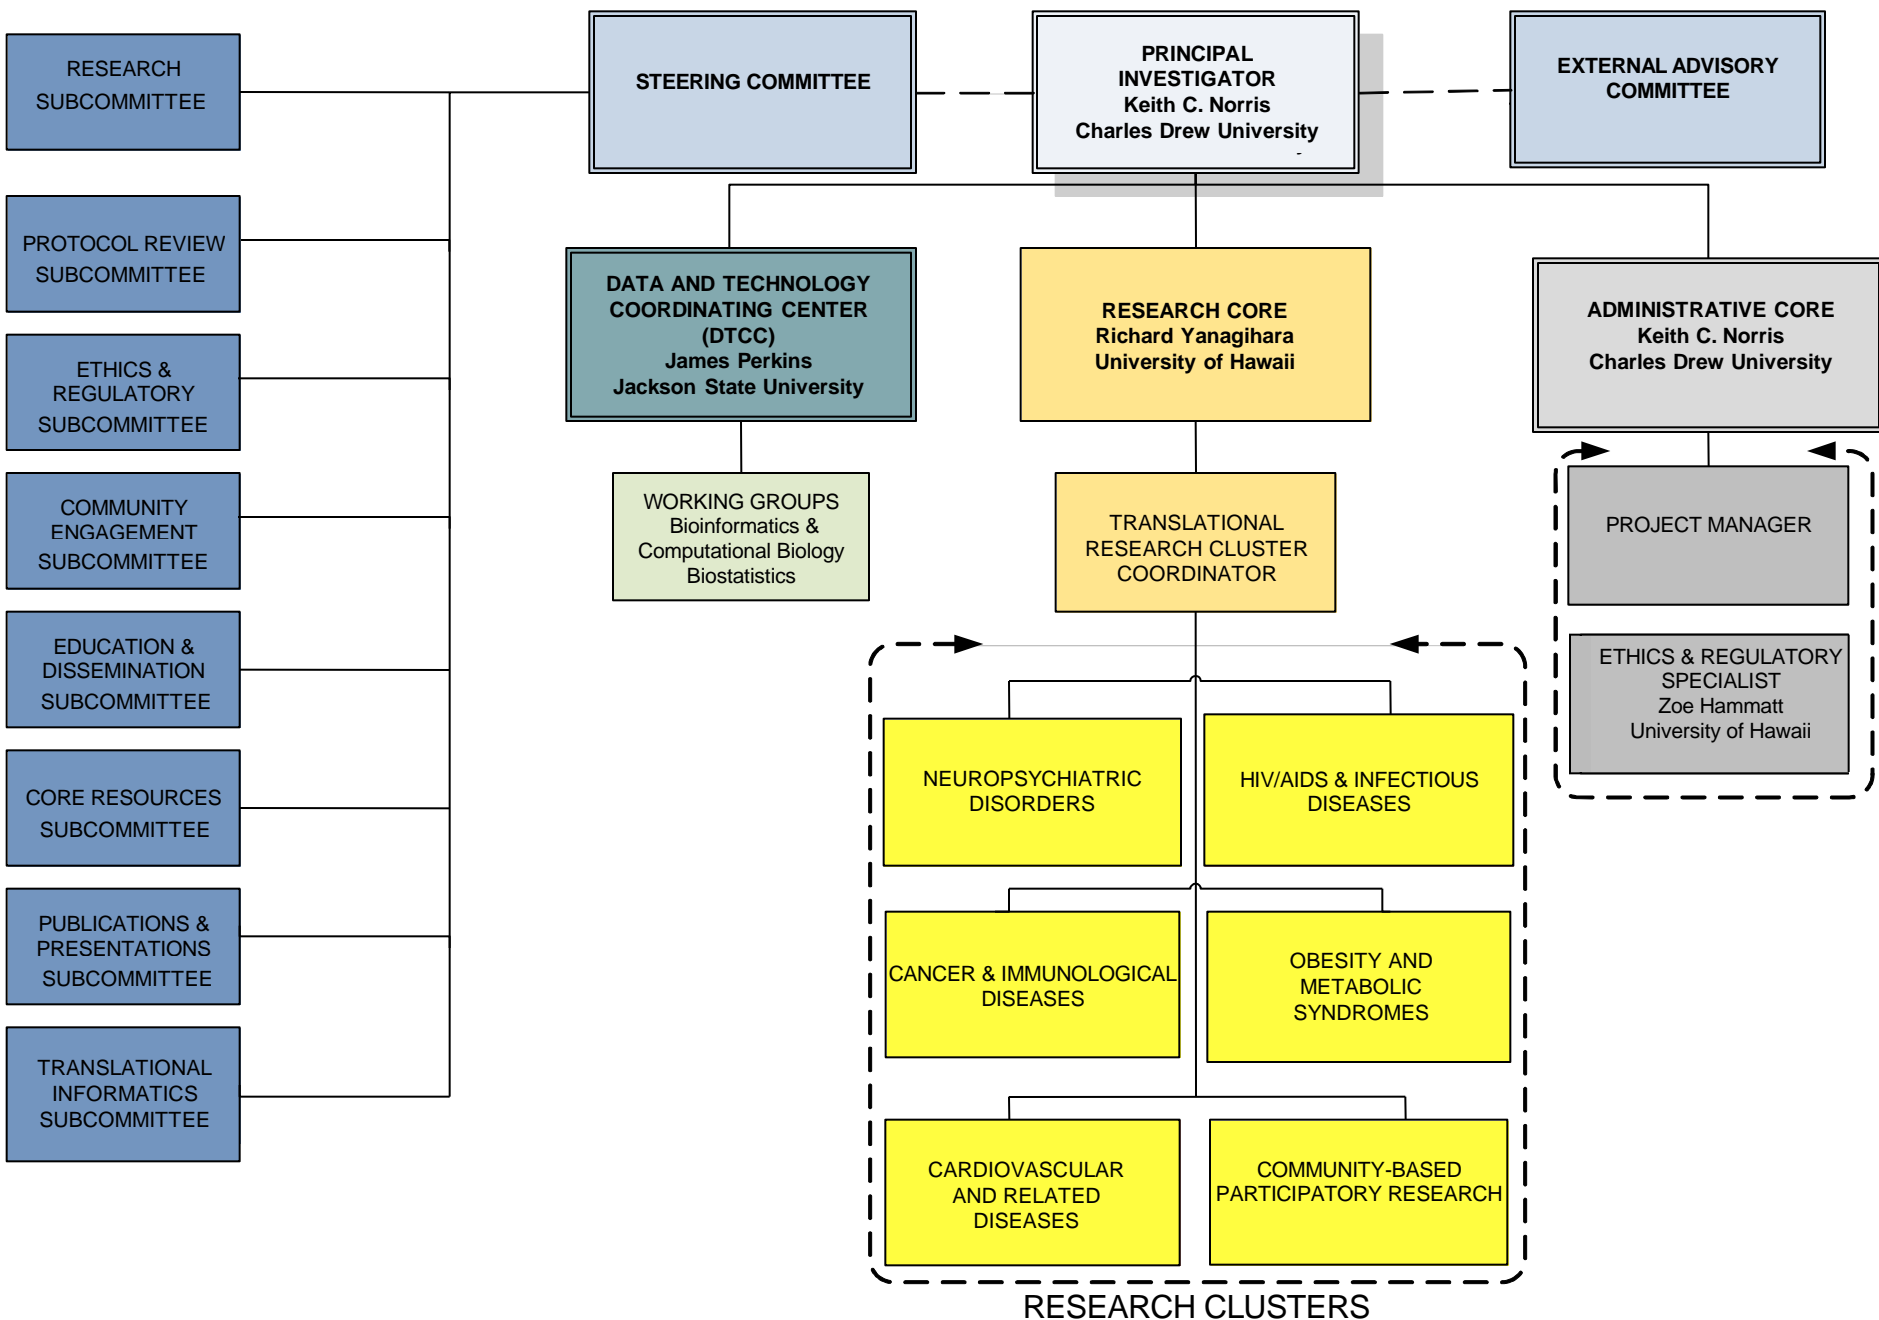 RESEARCH
SUBCOMMITTEE
STEERING COMMITTEE
PRINCIPAL
INVESTIGATOR
Keith C. Norris
Charles Drew University
EXTERNAL ADVISORY
COMMITTEE
PROTOCOL REVIEW
SUBCOMMITTEE
ETHICS &
REGULATORY
SUBCOMMITTEE
COMMUNITY
ENGAGEMENT
SUBCOMMITTEE
EDUCATION &
DISSEMINATION
SUBCOMMITTEE
CORE RESOURCES
SUBCOMMITTEE
PUBLICATIONS &
PRESENTATIONS
SUBCOMMITTEE
TRANSLATIONAL
INFORMATICS
SUBCOMMITTEE
DATA AND TECHNOLOGY
COORDINATING CENTER
(DTCC)
James Perkins
Jackson State University
WORKING GROUPS
Bioinformatics &
Computational Biology
Biostatistics
RESEARCH CORE
Richard Yanagihara
University of Hawaii
TRANSLATIONAL
RESEARCH CLUSTER
COORDINATOR
ADMINISTRATIVE CORE
Keith C. Norris
Charles Drew University
PROJECT MANAGER
ETHICS & REGULATORY
SPECIALIST
Zoe Hammatt
University of Hawaii
NEUROPSYCHIATRIC
DISORDERS
HIV/AIDS & INFECTIOUS
DISEASES
CANCER & IMMUNOLOGICAL
DISEASES
OBESITY AND
METABOLIC
SYNDROMES
CARDIOVASCULAR
AND RELATED
DISEASES
COMMUNITY-BASED
PARTICIPATORY RESEARCH
RESEARCH CLUSTERS